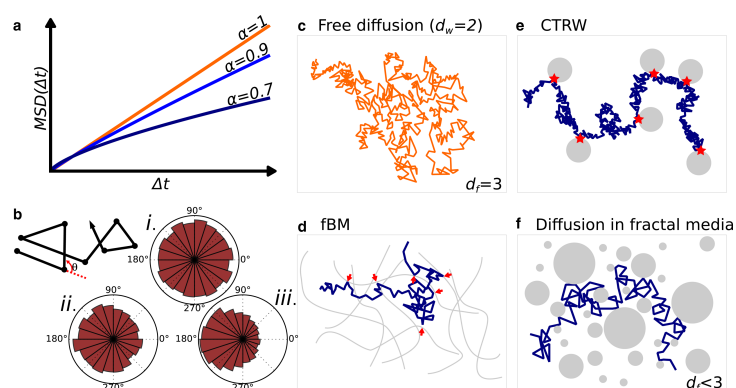 a
MSD(Δt)
α=1
α=0.9
α=0.7
Δt
b
θ
i.
90°
180°
0°
270°
ii.
90°
180°
0°
270°
iii.
90°
180°
0°
270°
c Free diffusion (d_w=2)
d_f=3
d fBM
e CTRW
f Diffusion in fractal media
d_f<3